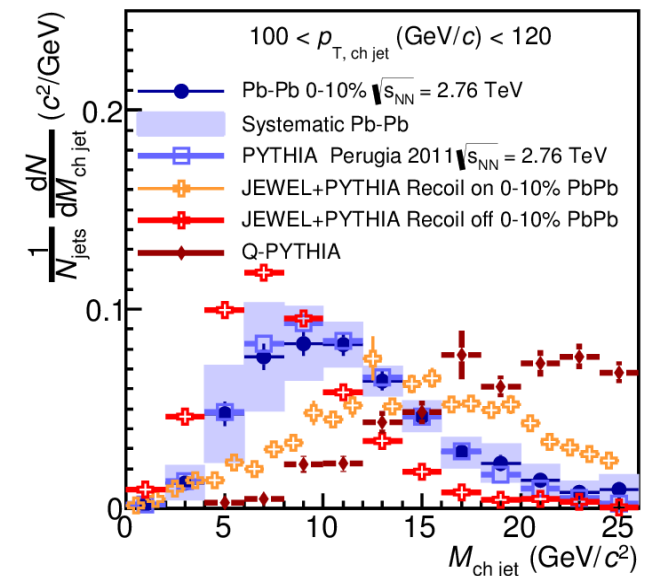 100 < p_T, ch jet (GeV/c) < 120
Pb-Pb 0-10% √s_NN = 2.76 TeV
Systematic Pb-Pb
PYTHIA Perugia 2011 √s_NN = 2.76 TeV
JEWEL+PYTHIA Recoil on 0-10% PbPb
JEWEL+PYTHIA Recoil off 0-10% PbPb
Q-PYTHIA
1/N_jets dN/dM_ch jet (c²/GeV)
0.2
0.1
0
0 5 10 15 20 25
M_ch jet (GeV/c²)